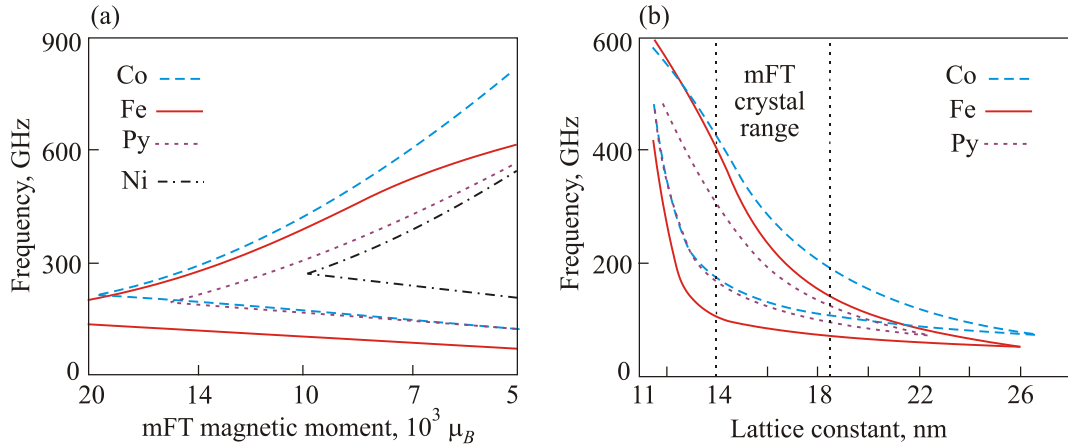 (a)
900
600
300
0
Frequency, GHz
Co
Fe
Py
Ni
20 14 10 7 5
mFT magnetic moment, 10³ μB
(b)
600
400
200
0
Frequency, GHz
mFT
crystal
range
Co
Fe
Py
11 14 18 22 26
Lattice constant, nm